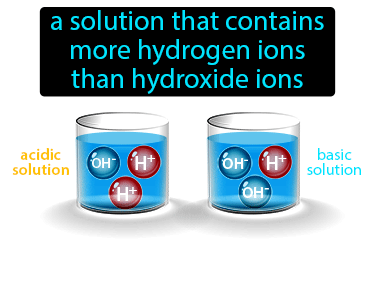 a solution that contains
more hydrogen ions
than hydroxide ions
acidic
solution
OH⁻
H⁺
H⁺
OH⁻
H⁺
OH⁻
basic
solution